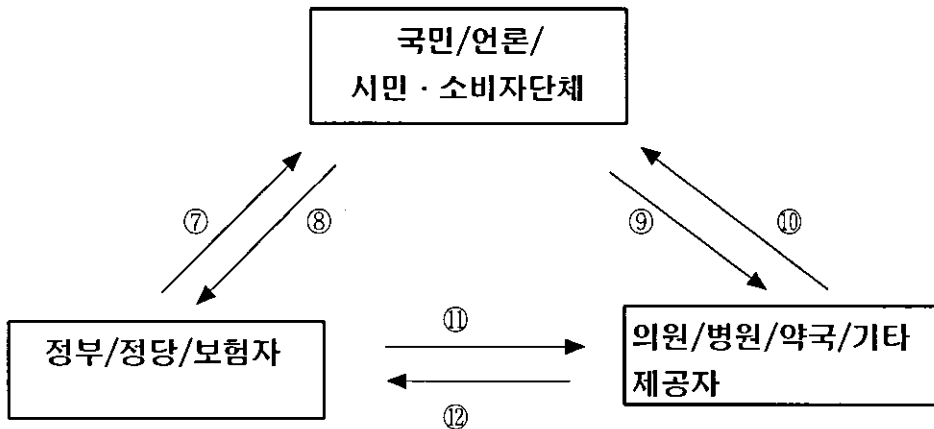 국민/언론/
시민 · 소비자단체
⑦
⑧
⑨
⑩
정부/정당/보험자
⑪
⑫
의원/병원/약국/기타
제공자